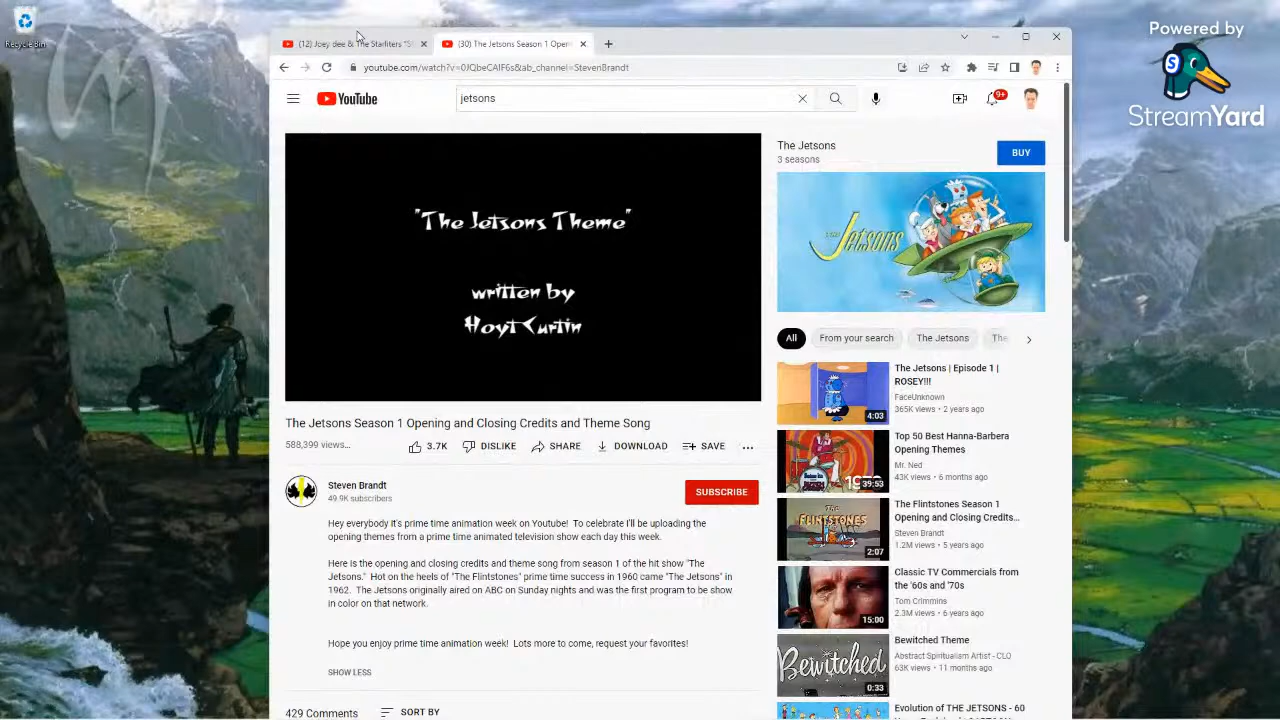 Recycle Bin
(12) Joey dee & The Starliters
(30) The Jetsons Season 1 Open
youtube.com/watch?v=0JQbeCAIF6s&ab_channel=StevenBrandt
YouTube
jetsons
9+
Powered by
S
StreamYard
"The Jetsons Theme"
written by
Hoyt Curtin
The Jetsons Season 1 Opening and Closing Credits and Theme Song
588,399 views...
3.7K
DISLIKE
SHARE
DOWNLOAD
SAVE
...
Steven Brandt
49.9K subscribers
SUBSCRIBE
Hey everybody it's prime time animation week on Youtube! To celebrate I'll be uploading the
opening themes from a prime time animated television show each day this week.
Here is the opening and closing credits and theme song from season 1 of the hit show "The
Jetsons." Hot on the heels of "The Flintstones" prime time success in 1960 came "The Jetsons" in
1962. The Jetsons originally aired on ABC on Sunday nights and was the first program to be show
in color on that network.
Hope you enjoy prime time animation week! Lots more to come, request your favorites!
SHOW LESS
429 Comments
SORT BY
The Jetsons
3 seasons
BUY
THE Jetsons
All
From your search
The Jetsons
The
The Jetsons | Episode 1 |
ROSEY!!!
FaceUnknown
365K views • 2 years ago
4:03
Top 50 Best Hanna-Barbera
Opening Themes
Mr. Ned
43K views • 6 months ago
39:53
The Flintstones Season 1
Opening and Closing Credits...
Steven Brandt
1.2M views • 5 years ago
THE
FLINTSTONES
2:07
Classic TV Commercials from
the '60s and '70s
Tom Crimmins
2.3M views • 6 years ago
15:00
Bewitched Theme
Abstract Spiritualism Artist - CLQ
63K views • 11 months ago
Bewitched
0:33
Evolution of THE JETSONS - 60